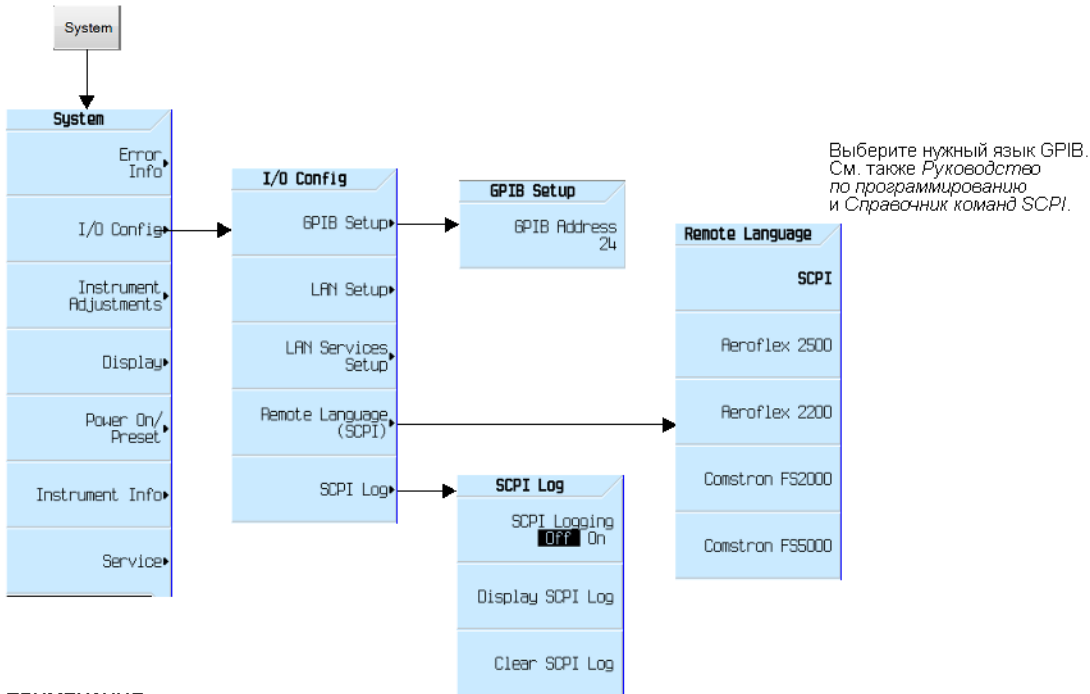 System
System
Error
Info
I/O Config
Instrument
Adjustments
Display
Power On/
Preset
Instrument Info
Service
I/O Config
GPIB Setup
LAN Setup
LAN Services
Setup
Remote Language
(SCPI)
SCPI Log
GPIB Setup
GPIB Address
24
SCPI Log
SCPI Logging
Off On
Display SCPI Log
Clear SCPI Log
Выберите нужный язык GPIB.
См. также Руководство
по программированию
и Справочник команд SCPI.
Remote Language
SCPI
Aeroflex 2500
Aeroflex 2200
Comstron FS2000
Comstron FS5000